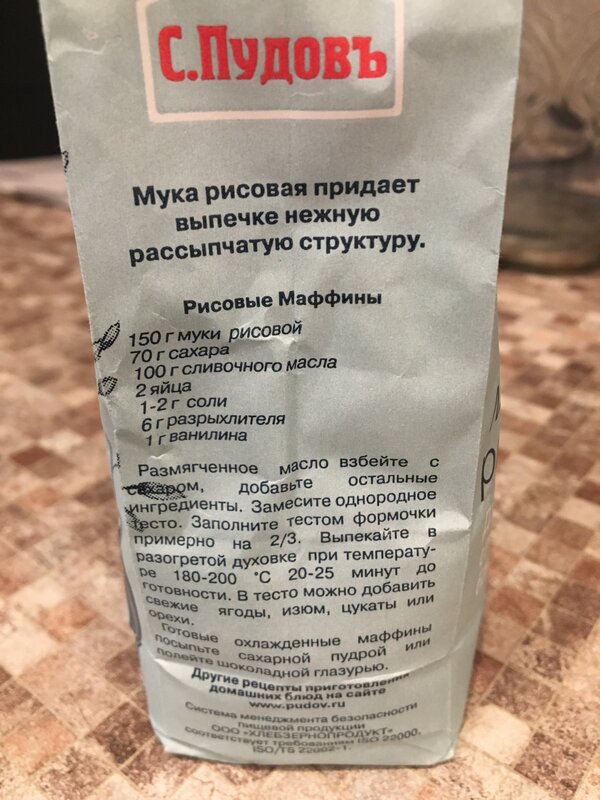 С.Пудовъ
Мука рисовая придает
выпечке нежную
рассыпчатую структуру.
Рисовые Маффины
150 г муки рисовой
70 г сахара
100 г сливочного масла
2 яйца
1-2 г соли
6 г разрыхлителя
1 г ванилина
Размягченное масло взбейте с
сахаром, добавьте остальные
ингредиенты. Замесите однородное
тесто. Заполните тестом формочки
примерно на 2/3. Выпекайте в
разогретой духовке при температу-
ре 180-200 °С 20-25 минут до
готовности. В тесто можно добавить
свежие ягоды, изюм, цукаты или
орехи.
Готовые охлажденные маффины
посыпьте сахарной пудрой или
полейте шоколадной глазурью.
Другие рецепты приготовления
домашних блюд на сайте
www.pudov.ru
Система менеджмента безопасности
пищевой продукции
ООО «ХЛЕБЗЕРНОПРОДУКТ»
соответствует требованиям ISO 22000,
ISO/TS 22002-1.